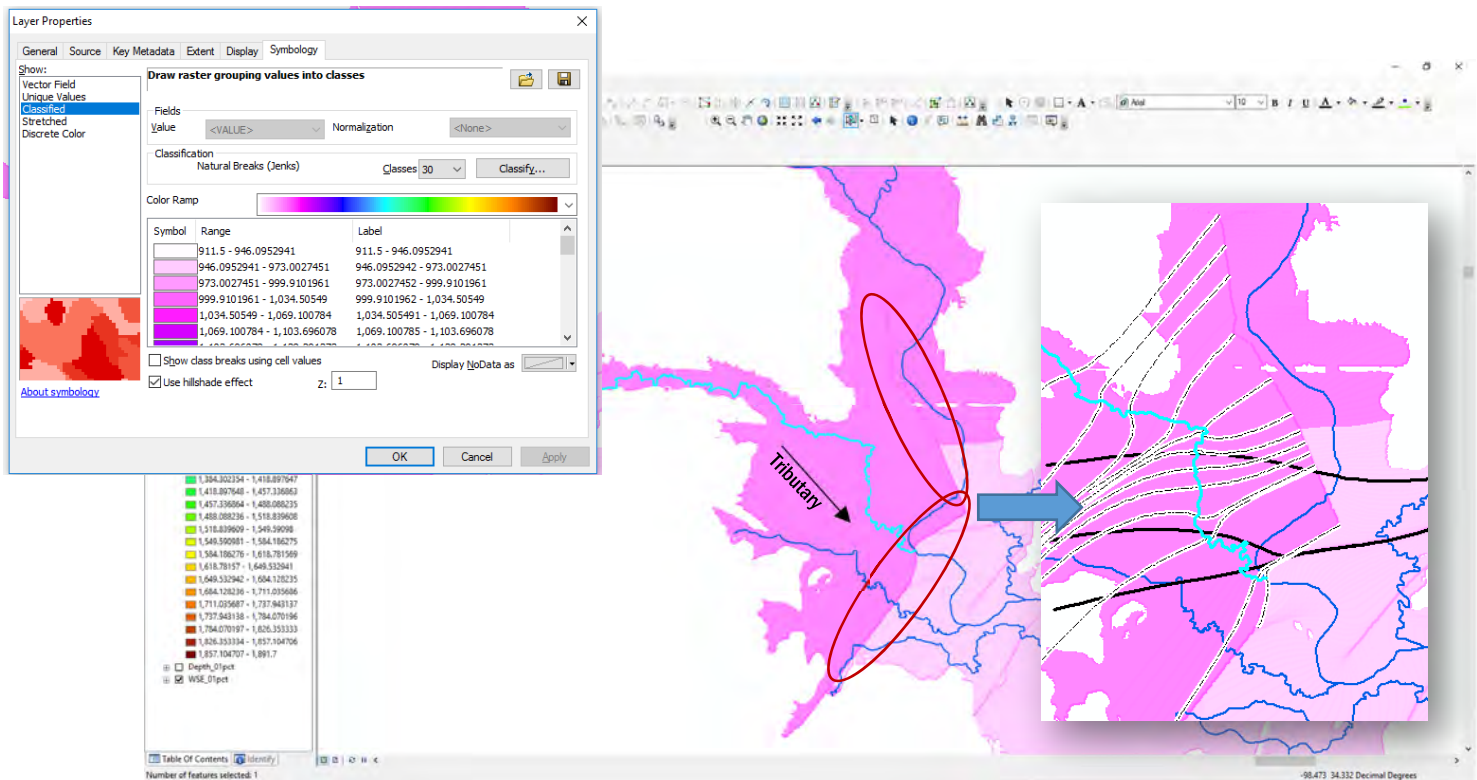 Layer Properties
General Source Key Metadata Extent Display Symbology
Show:
Vector Field
Unique Values
Classified
Stretched
Discrete Color
Draw raster grouping values into classes
Fields
Value <VALUE> Normalization <None>
Classification
Natural Breaks (Jenks) Classes 30 Classify...
Color Ramp
Symbol Range Label
911.5 - 946.0952941 911.5 - 946.0952941
946.0952941 - 973.0027451 946.0952942 - 973.0027451
973.0027451 - 999.9101961 973.0027452 - 999.9101961
999.9101961 - 1,034.50549 999.9101962 - 1,034.50549
1,034.50549 - 1,069.100784 1,034.505491 - 1,069.100784
1,069.100784 - 1,103.696078 1,069.100785 - 1,103.696078
Show class breaks using cell values
Display NoData as
Use hillshade effect Z: 1
About symbology
OK Cancel Apply
Arial 10 B I U A
Tributary
1,384.302354 - 1,418.897647
1,418.897648 - 1,457.336863
1,457.336864 - 1,488.088235
1,488.088236 - 1,518.839608
1,518.839609 - 1,549.59098
1,549.590981 - 1,584.186275
1,584.186276 - 1,618.781569
1,618.78157 - 1,649.532941
1,649.532942 - 1,684.128235
1,684.128236 - 1,711.035686
1,711.035687 - 1,737.943137
1,737.943138 - 1,784.070196
1,784.070197 - 1,826.353333
1,826.353334 - 1,857.104706
1,857.104707 - 1,891.7
Depth_01pct
WSE_01pct
Table Of Contents Identify
Number of features selected: 1
-98.473 34.332 Decimal Degrees